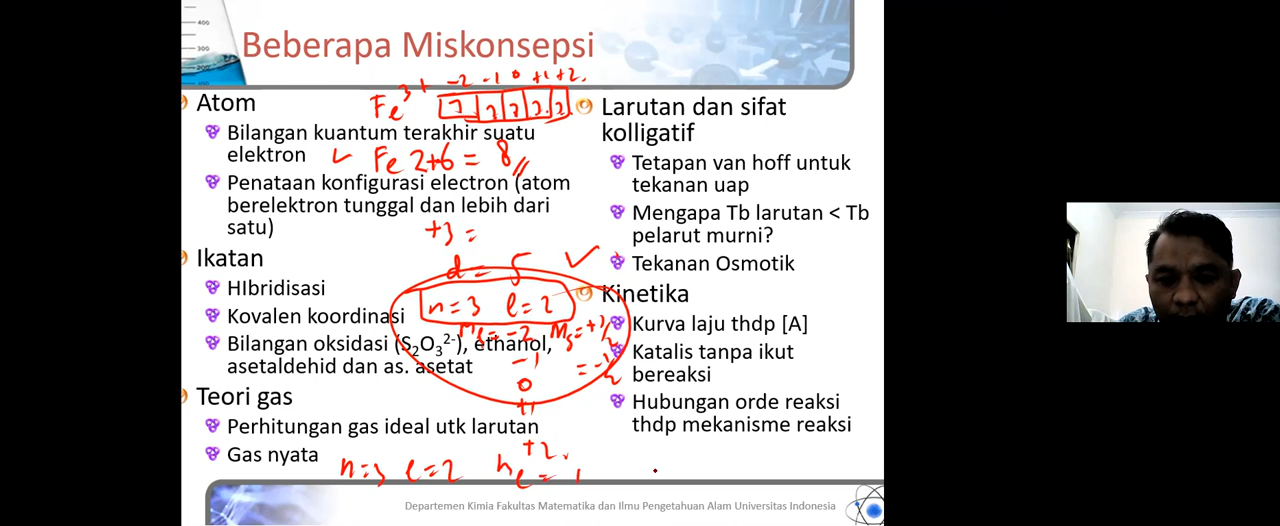 400
300
Beberapa Miskonsepsi
-2 -1 0 +1 +2
Fe3+
Atom
Bilangan kuantum terakhir suatu
elektron
Fe 2+6 = 8
Penataan konfigurasi electron (atom
berelektron tunggal dan lebih dari
satu)
+3 =
d = 5
Ikatan
HIbridisasi
n=3 l=2
Kovalen koordinasi
ml = -2 Ms = +1/2
Bilangan oksidasi (S2O3 2-), ethanol,
asetaldehid dan as. asetat
-1 = -1/2
0
+1
Teori gas
Perhitungan gas ideal utk larutan
+2
Gas nyata
n=3 l=2
Larutan dan sifat
kolligatif
Tetapan van hoff untuk
tekanan uap
Mengapa Tb larutan < Tb
pelarut murni?
Tekanan Osmotik
Kinetika
Kurva laju thdp [A]
Katalis tanpa ikut
bereaksi
Hubungan orde reaksi
thdp mekanisme reaksi
Departemen Kimia Fakultas Matematika dan Ilmu Pengetahuan Alam Universitas Indonesia